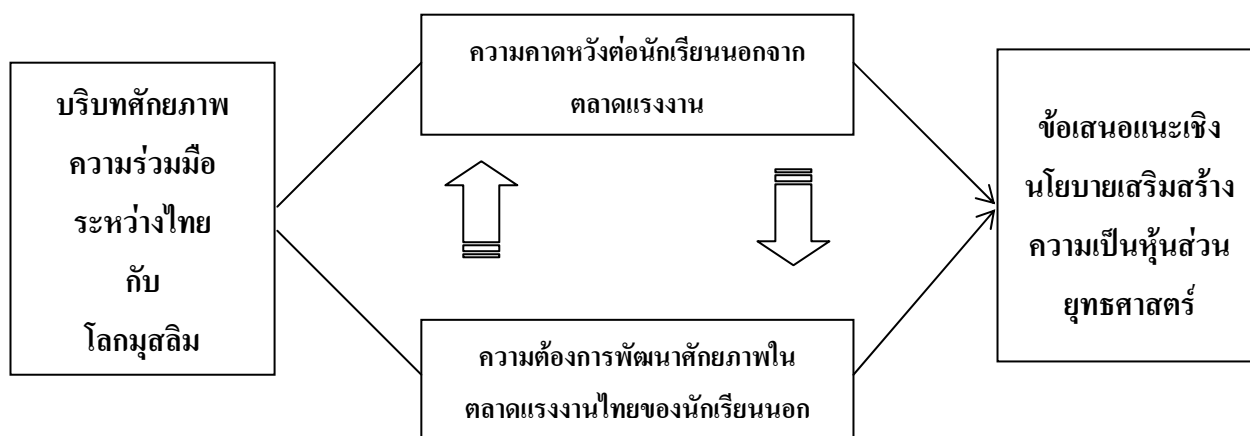 บริบทศักยภาพ
ความร่วมมือ
ระหว่างไทย
กับ
โลกมุสลิม
ความคาดหวังต่อนักเรียนนอกจาก
ตลาดแรงงาน
ความต้องการพัฒนาศักยภาพใน
ตลาดแรงงานไทยของนักเรียนนอก
ข้อเสนอแนะเชิง
นโยบายเสริมสร้าง
ความเป็นหุ้นส่วน
ยุทธศาสตร์